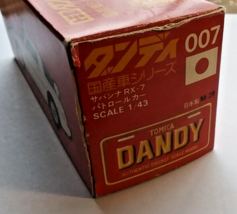 ダンディ
007
国産車シリーズ
サバンナRX-7
パトロールカー
SCALE 1/43
日本製
TOMICA
DANDY